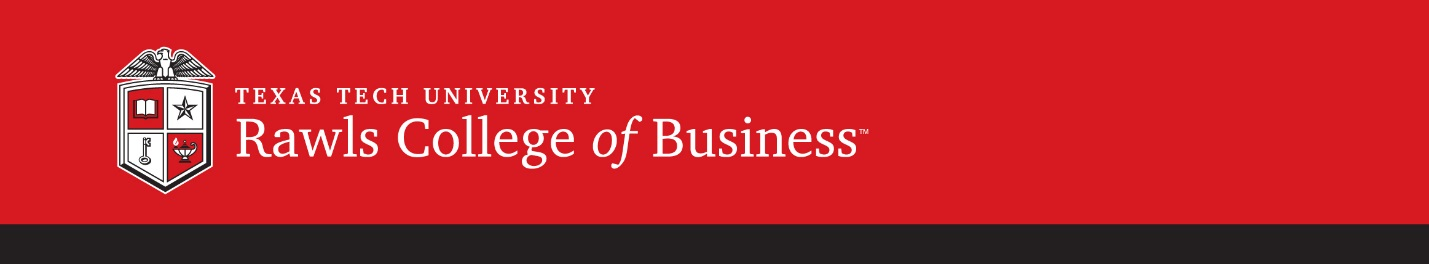 TEXAS TECH UNIVERSITY
Rawls College of Business™